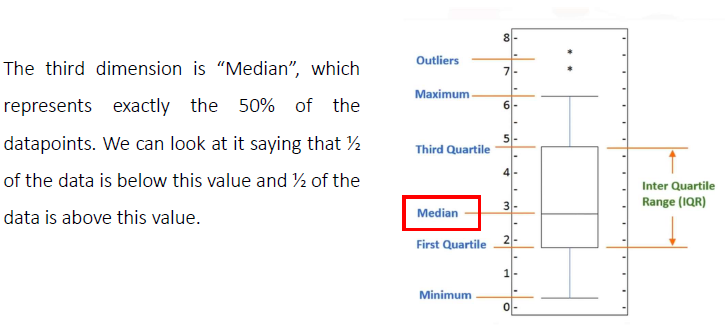 The third dimension is “Median”, which
represents exactly the 50% of the
datapoints. We can look at it saying that ½
of the data is below this value and ½ of the
data is above this value.
8
Outliers
*
*
7
Maximum
6
5
Third Quartile
4
Inter Quartile
Range (IQR)
3
Median
First Quartile
2
1
Minimum
0